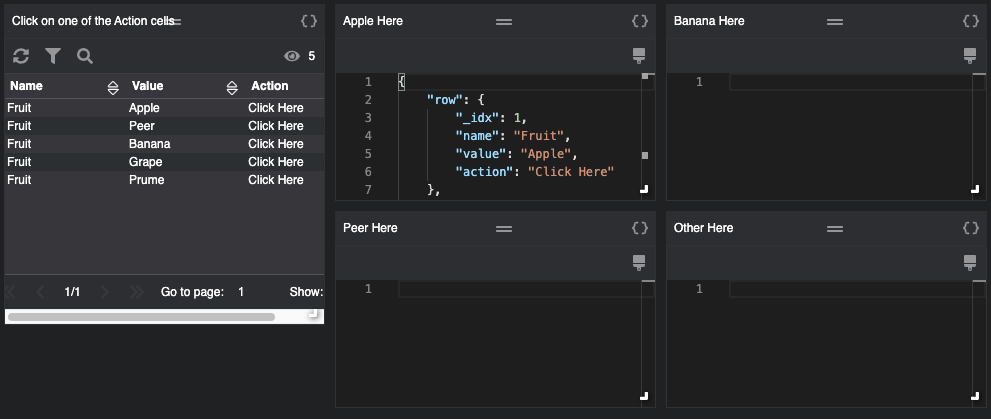 Click on one of the Action cells
5
Name Value Action
Fruit Apple Click Here
Fruit Peer Click Here
Fruit Banana Click Here
Fruit Grape Click Here
Fruit Prume Click Here
1/1 Go to page: 1 Show:
Apple Here
1 {
2 "row": {
3 "_idx": 1,
4 "name": "Fruit",
5 "value": "Apple",
6 "action": "Click Here"
7 },
Banana Here
1
Peer Here
1
Other Here
1